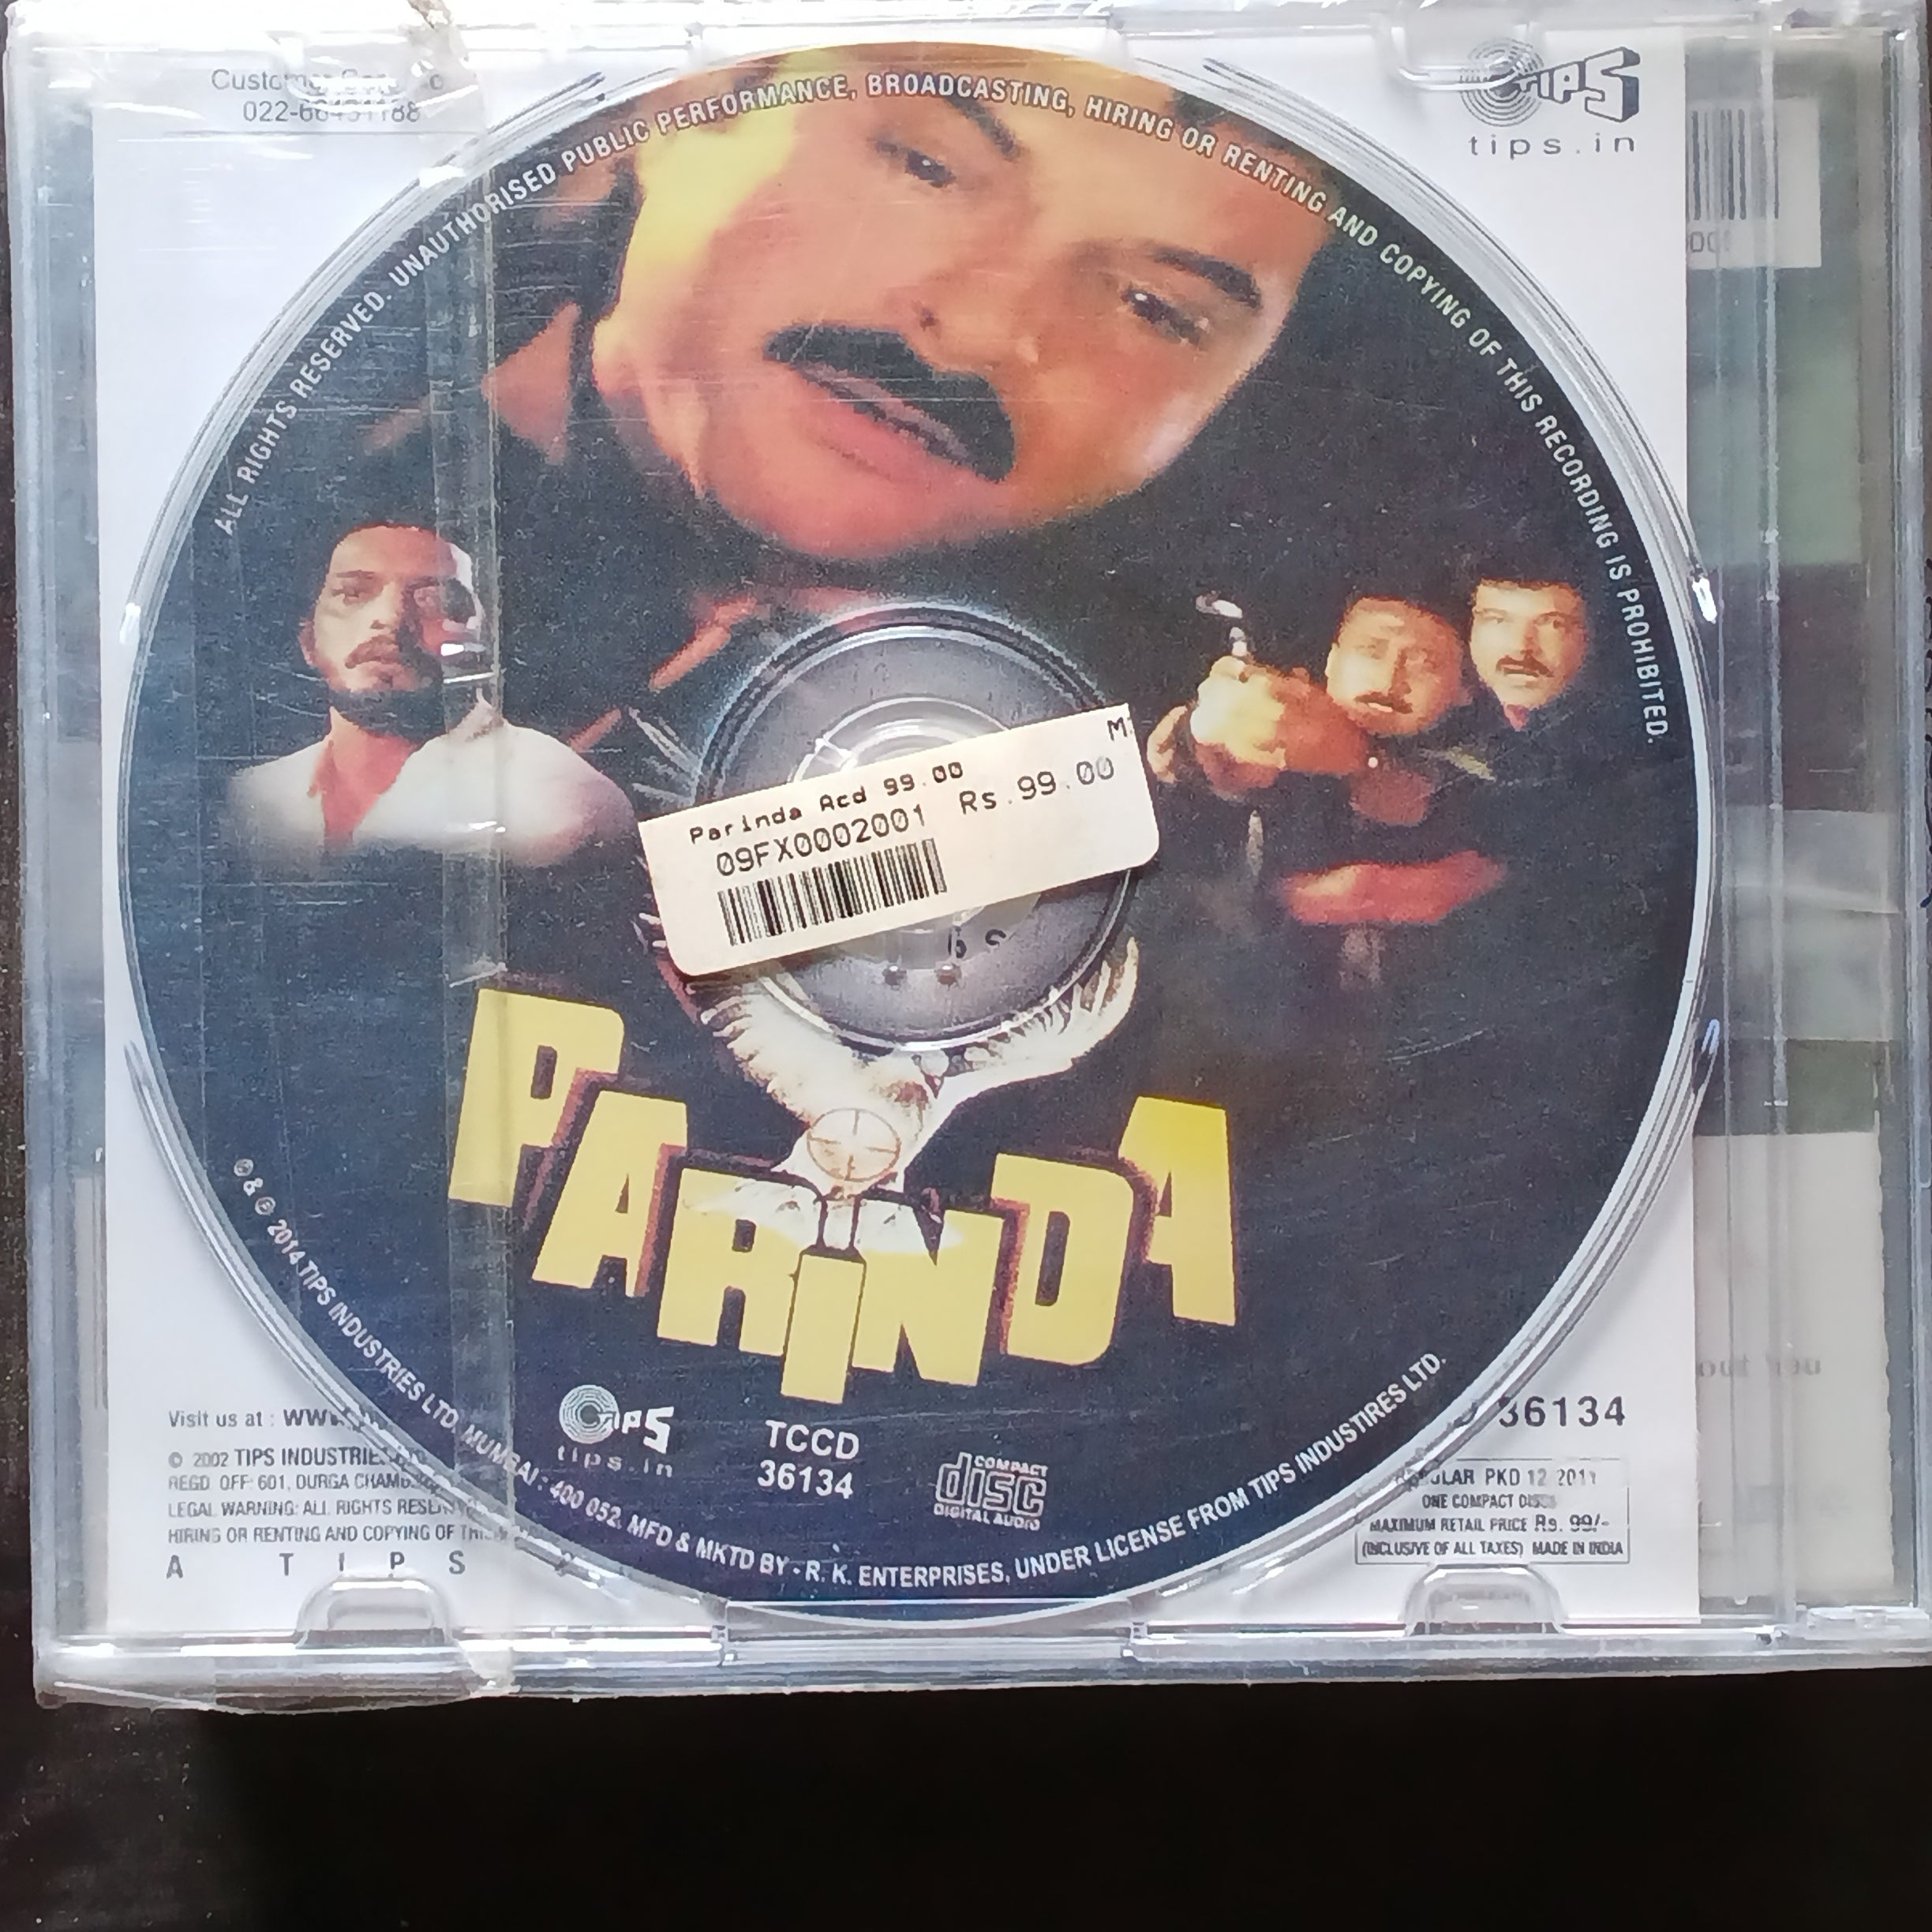 022-66
TIPS
tips.in
ALL RIGHTS RESERVED. UNAUTHORISED PUBLIC PERFORMANCE, BROADCASTING, HIRING OR RENTING AND COPYING OF THIS RECORDING IS PROHIBITED.
Parinda Acd 99.00
09FX0002001 Rs.99.00
PARINDA
TIPS
tips.in
TCCD
36134
COMPACT
disc
DIGITAL AUDIO
℗ & © 2014 TIPS INDUSTRIES LTD. MUMBAI : 400 052. MFD & MKTD BY - R. K. ENTERPRISES, UNDER LICENSE FROM TIPS INDUSTIRES LTD.
Visit us at :
© 2002 TIPS
REGD. OFF: 601, DURGA
LEGAL WARNING: ALL RIGHTS
HIRING OR RENTING AND COPYING OF
A TIPS
36134
PKD 12 2011
ONE COMPACT DISC
MAXIMUM RETAIL PRICE Rs. 99/-
(INCLUSIVE OF ALL TAXES) MADE IN INDIA